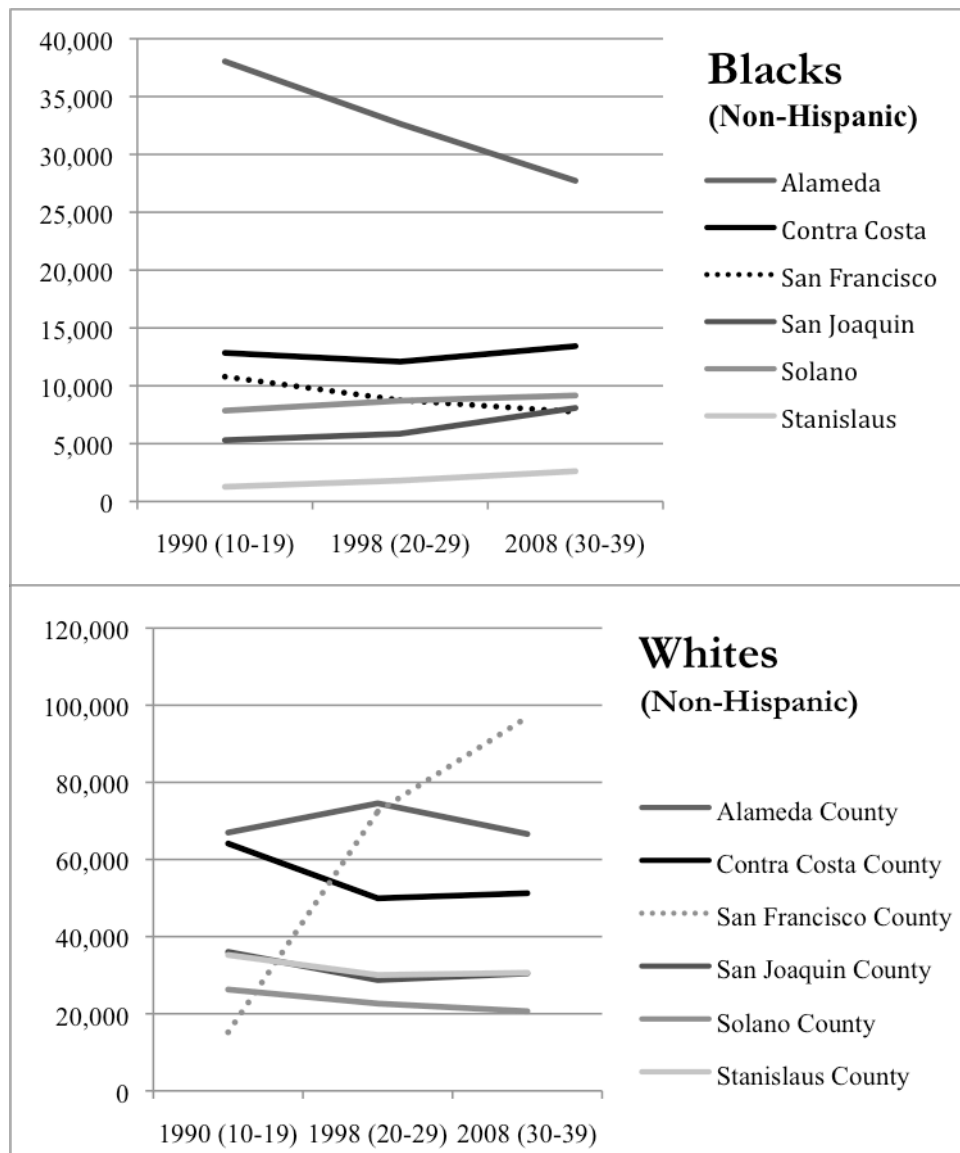 40,000
35,000
30,000
25,000
20,000
15,000
10,000
5,000
0
1990 (10-19) 1998 (20-29) 2008 (30-39)
Blacks
(Non-Hispanic)
Alameda
Contra Costa
San Francisco
San Joaquin
Solano
Stanislaus
120,000
100,000
80,000
60,000
40,000
20,000
0
1990 (10-19) 1998 (20-29) 2008 (30-39)
Whites
(Non-Hispanic)
Alameda County
Contra Costa County
San Francisco County
San Joaquin County
Solano County
Stanislaus County